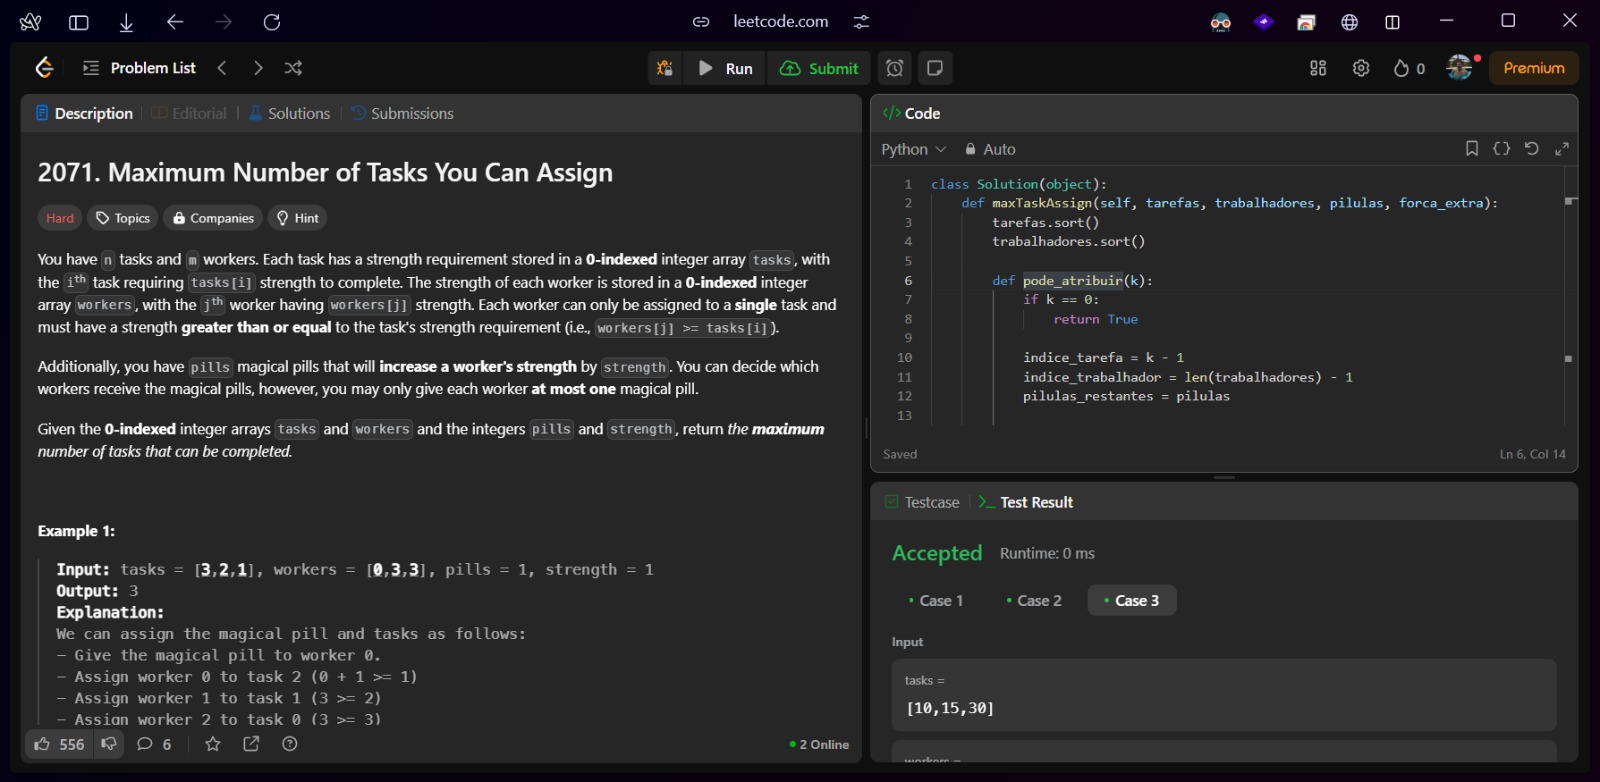 leetcode.com
Problem List
Run
Submit
0
Premium
Description
Editorial
Solutions
Submissions
2071. Maximum Number of Tasks You Can Assign
Hard
Topics
Companies
Hint
You have n tasks and m workers. Each task has a strength requirement stored in a 0-indexed integer array tasks, with
the ith task requiring tasks[i] strength to complete. The strength of each worker is stored in a 0-indexed integer
array workers, with the jth worker having workers[j] strength. Each worker can only be assigned to a single task and
must have a strength greater than or equal to the task's strength requirement (i.e., workers[j] >= tasks[i]).
Additionally, you have pills magical pills that will increase a worker's strength by strength. You can decide which
workers receive the magical pills, however, you may only give each worker at most one magical pill.
Given the 0-indexed integer arrays tasks and workers and the integers pills and strength, return the maximum
number of tasks that can be completed.
Example 1:
Input: tasks = [3,2,1], workers = [0,3,3], pills = 1, strength = 1
Output: 3
Explanation:
We can assign the magical pill and tasks as follows:
- Give the magical pill to worker 0.
- Assign worker 0 to task 2 (0 + 1 >= 1)
- Assign worker 1 to task 1 (3 >= 2)
- Assign worker 2 to task 0 (3 >= 3)
556
6
2 Online
</> Code
Python
Auto
1 class Solution(object):
2 def maxTaskAssign(self, tarefas, trabalhadores, pilulas, forca_extra):
3 tarefas.sort()
4 trabalhadores.sort()
5
6 def pode_atribuir(k):
7 if k == 0:
8 return True
9
10 indice_tarefa = k - 1
11 indice_trabalhador = len(trabalhadores) - 1
12 pilulas_restantes = pilulas
13
Saved
Ln 6, Col 14
Testcase
>_ Test Result
Accepted
Runtime: 0 ms
• Case 1
• Case 2
• Case 3
Input
tasks =
[10,15,30]
workers =